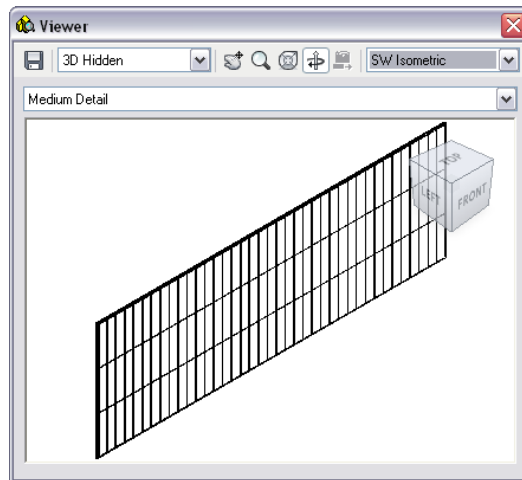 Viewer
3D Hidden
SW Isometric
Medium Detail
TOP
LEFT
FRONT